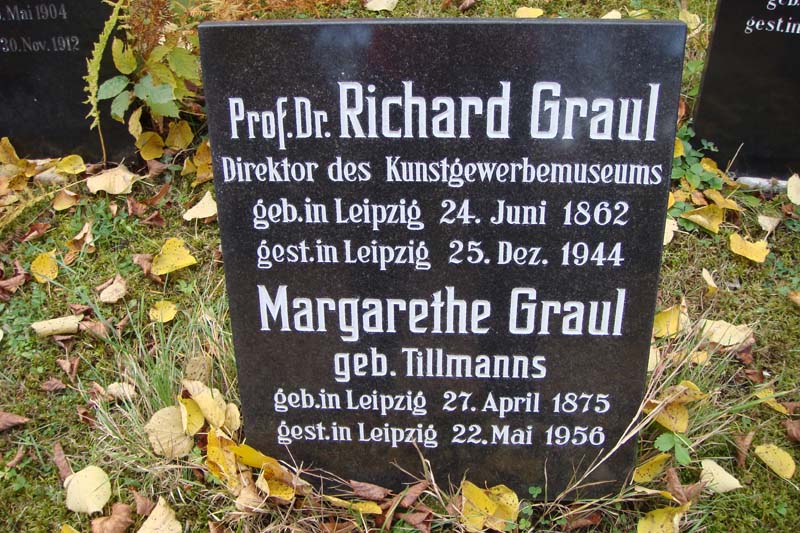 Mai 1904
30. Nov. 1912
Prof. Dr. Richard Graul
Direktor des Kunstgewerbemuseums
geb. in Leipzig 24. Juni 1862
gest. in Leipzig 25. Dez. 1944
Margarethe Graul
geb. Tillmanns
geb. in Leipzig 27. April 1875
gest. in Leipzig 22. Mai 1956
geb.
gest. in